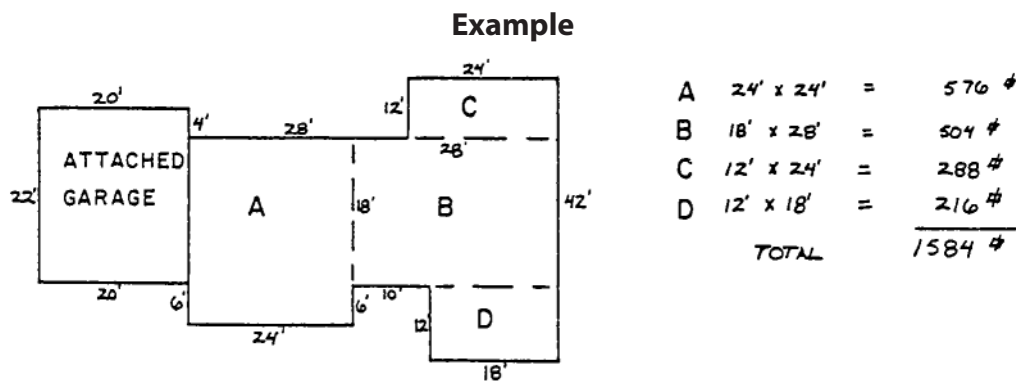 Example
24'
20'
12'
C
4'
28'
28'
ATTACHED
GARAGE
22'
A
18'
B
42'
20'
6'
6'
10'
12
D
24'
18'
A 24' x 24' = 576 ⏍
B 18' x 28' = 504 ⏍
C 12' x 24' = 288 ⏍
D 12' x 18' = 216 ⏍
TOTAL 1584 ⏍